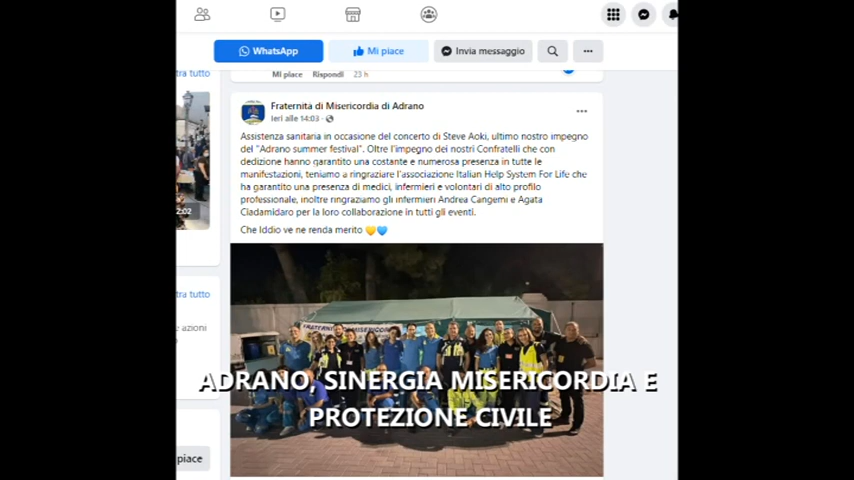 WhatsApp
Mi piace
Invia messaggio
tra tutto
Mi piace Rispondi 23 h
Fraternità di Misericordia di Adrano
Ieri alle 14:03
Assistenza sanitaria in occasione del concerto di Steve Aoki, ultimo nostro impegno
del "Adrano summer festival". Oltre l'impegno dei nostri Confratelli che con
dedizione hanno garantito una costante e numerosa presenza in tutte le
manifestazioni, teniamo a ringraziare l'associazione Italian Help System For Life che
ha garantito una presenza di medici, infermieri e volontari di alto profilo
professionale, inoltre ringraziamo gli infermieri Andrea Cangemi e Agata
Ciadamidaro per la loro collaborazione in tutti gli eventi.
Che Iddio ve ne renda merito 💛💙
2:02
tra tutto
e azioni
FRATERNI DI MISERICORD
ADRANO, SINERGIA MISERICORDIA E
PROTEZIONE CIVILE
piace